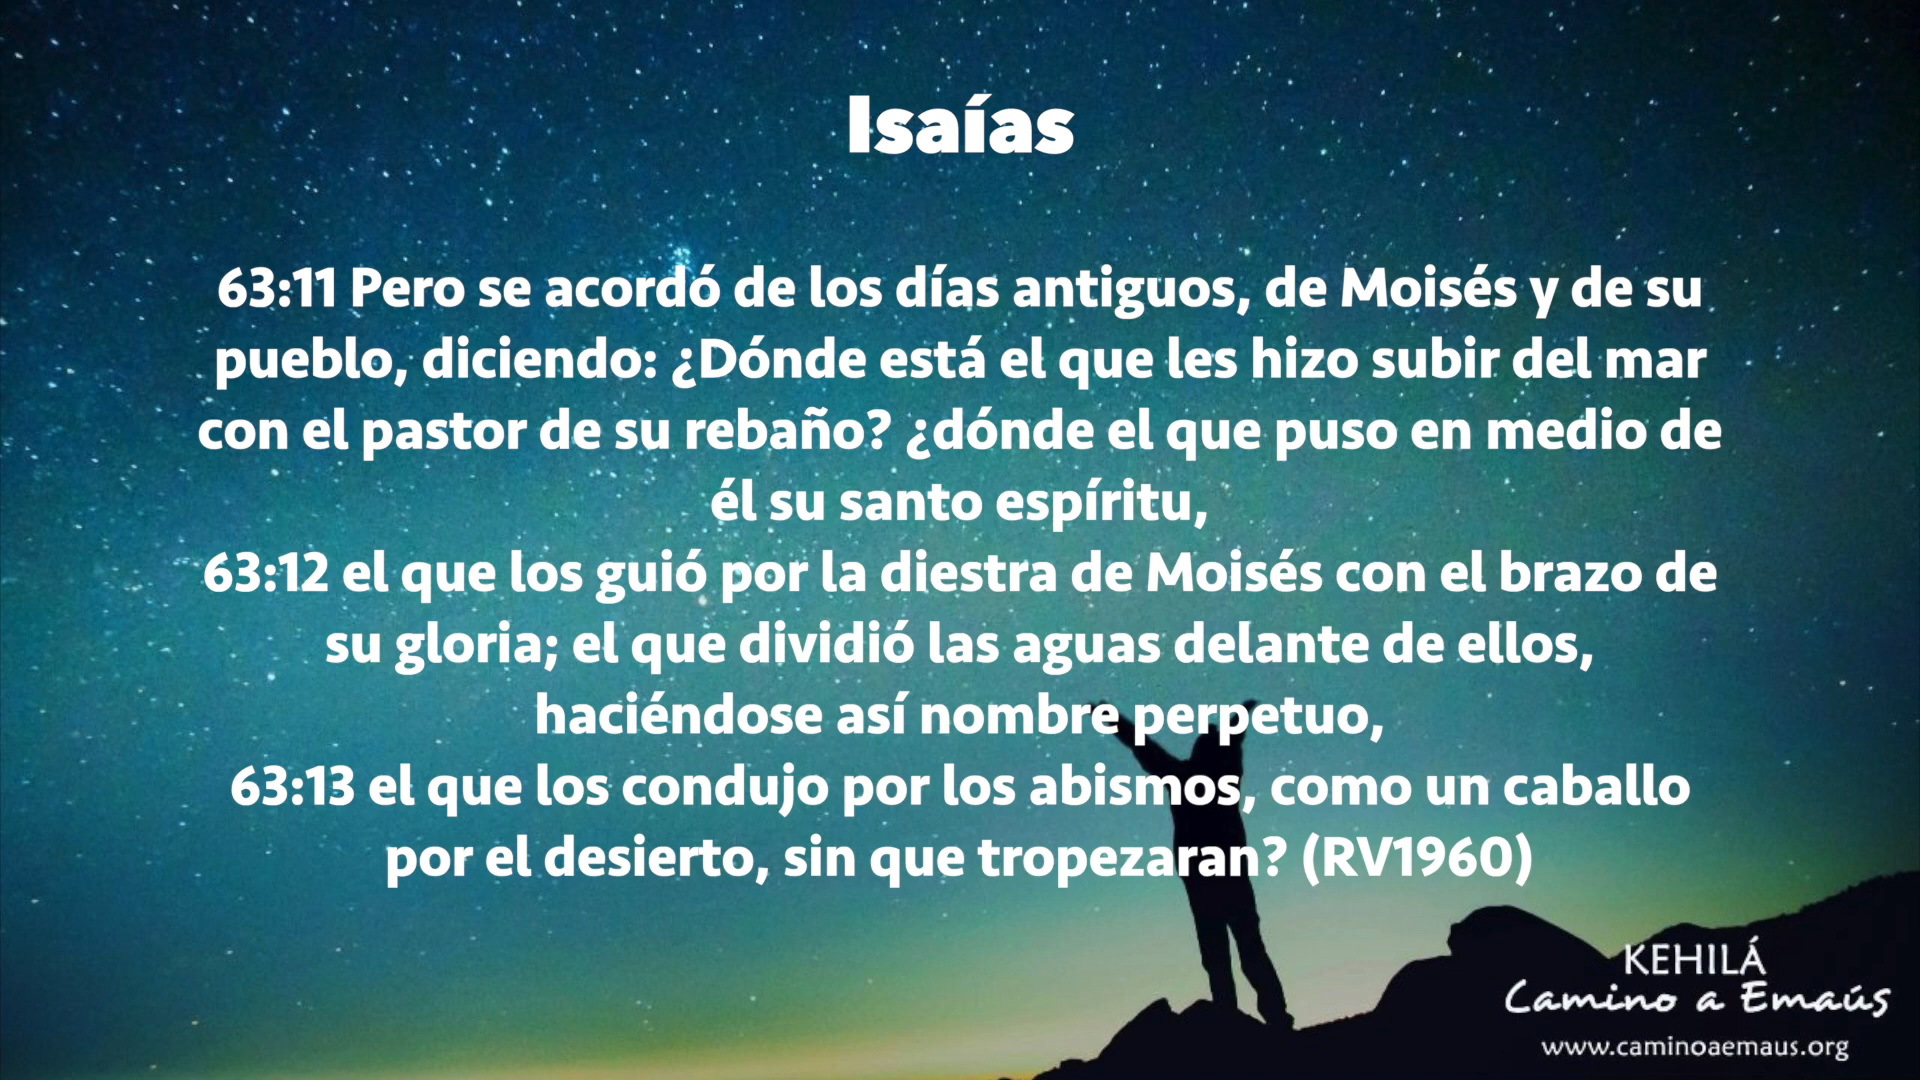 Isaías
63:11 Pero se acordó de los días antiguos, de Moisés y de su
pueblo, diciendo: ¿Dónde está el que les hizo subir del mar
con el pastor de su rebaño? ¿dónde el que puso en medio de
él su santo espíritu,
63:12 el que los guió por la diestra de Moisés con el brazo de
su gloria; el que dividió las aguas delante de ellos,
haciéndose así nombre perpetuo,
63:13 el que los condujo por los abismos, como un caballo
por el desierto, sin que tropezaran? (RV1960)
KEHILÁ
Camino a Emaús
www.caminoaemaus.org